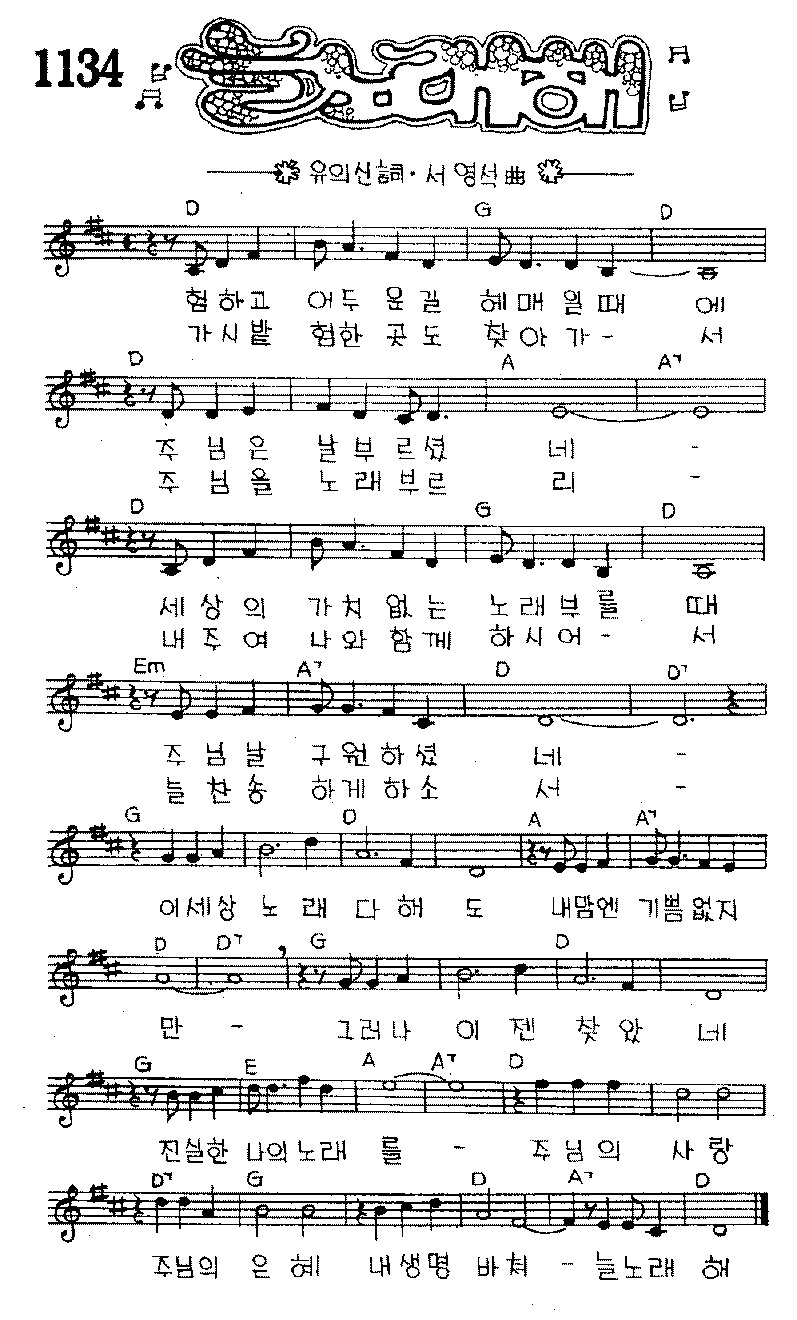 1134
늘 노래해
유의신 詞 · 서영석 曲
D G D
험하고 어두운길 헤매일때 에
가시밭 험한곳도 찾아가- 서
D A A7
주님은 날부르셨 네 -
주님을 노래부르 리 -
D G D
세상의 가치없는 노래부를 때
내주여 나와함께 하시어- 서
Em A7 D D7
주님날 구원하셨 네 -
늘찬송 하게하소 서 -
G D A A7
이세상 노래 다해 도 내맘엔 기쁨없지
D D7 G D
만 - 그러나 이젠 찾았 네
G E A A7 D
진실한 나의노래 를 - 주님의 사랑
D7 G D A7 D
주님의 은혜 내생명 바쳐 - 늘노래 해